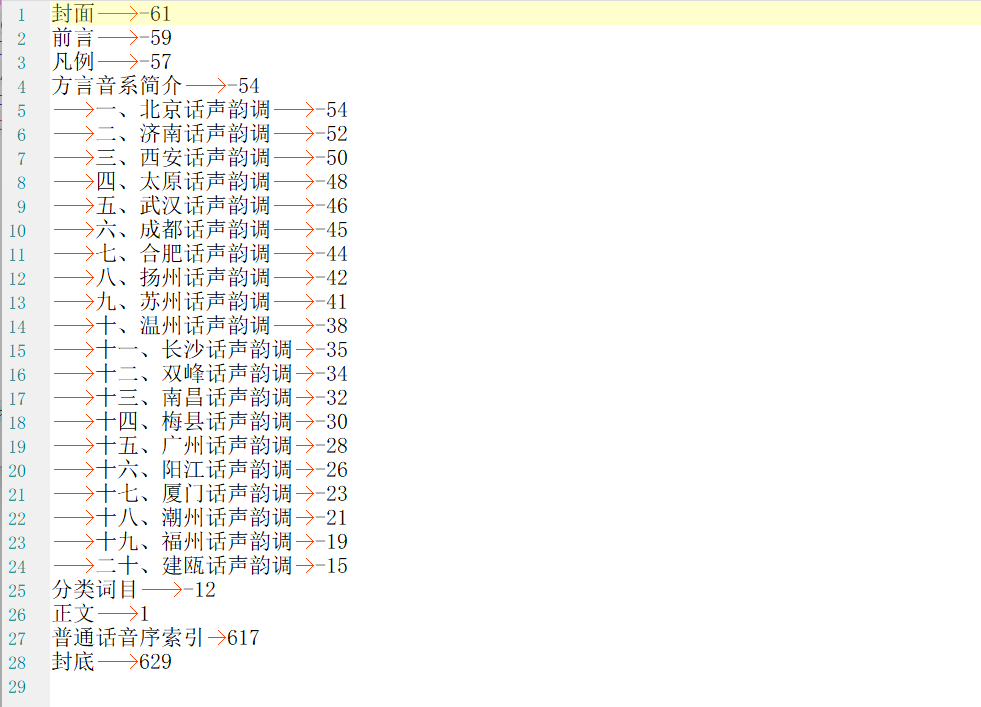 1 封面→-61
2 前言→-59
3 凡例→-57
4 方言音系简介→-54
5 →一、北京话声韵调→-54
6 →二、济南话声韵调→-52
7 →三、西安话声韵调→-50
8 →四、太原话声韵调→-48
9 →五、武汉话声韵调→-46
10 →六、成都话声韵调→-45
11 →七、合肥话声韵调→-44
12 →八、扬州话声韵调→-42
13 →九、苏州话声韵调→-41
14 →十、温州话声韵调→-38
15 →十一、长沙话声韵调→-35
16 →十二、双峰话声韵调→-34
17 →十三、南昌话声韵调→-32
18 →十四、梅县话声韵调→-30
19 →十五、广州话声韵调→-28
20 →十六、阳江话声韵调→-26
21 →十七、厦门话声韵调→-23
22 →十八、潮州话声韵调→-21
23 →十九、福州话声韵调→-19
24 →二十、建瓯话声韵调→-15
25 分类词目→-12
26 正文→1
27 普通话音序索引→617
28 封底→629
29